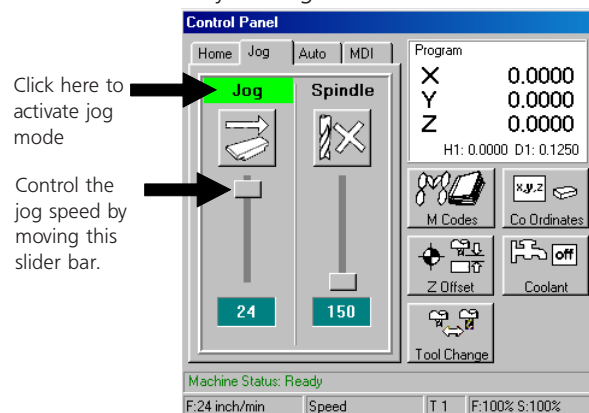 Control Panel
Home Jog Auto MDI
Click here to
activate jog
mode
Control the
jog speed by
moving this
slider bar.
Jog
Spindle
24
150
Program
X 0.0000
Y 0.0000
Z 0.0000
H1: 0.0000 D1: 0.1250
M Codes
x,y,z
Co Ordinates
Z Offset
off
Coolant
Tool Change
Machine Status: Ready
F:24 inch/min Speed T 1 F:100% S:100%